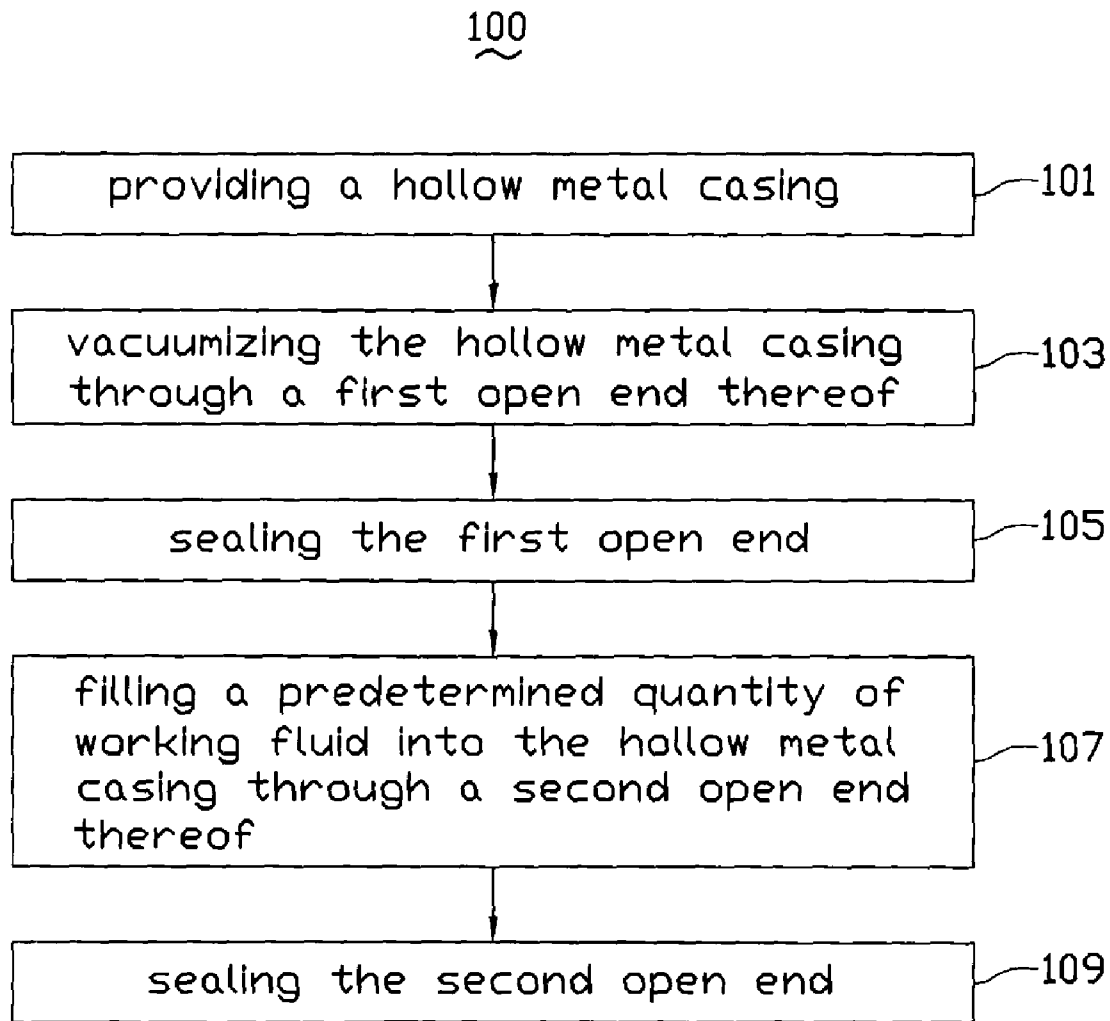 100
providing a hollow metal casing
101
vacuumizing the hollow metal casing
through a first open end thereof
103
sealing the first open end
105
filling a predetermined quantity of
working fluid into the hollow metal
casing through a second open end
thereof
107
sealing the second open end
109